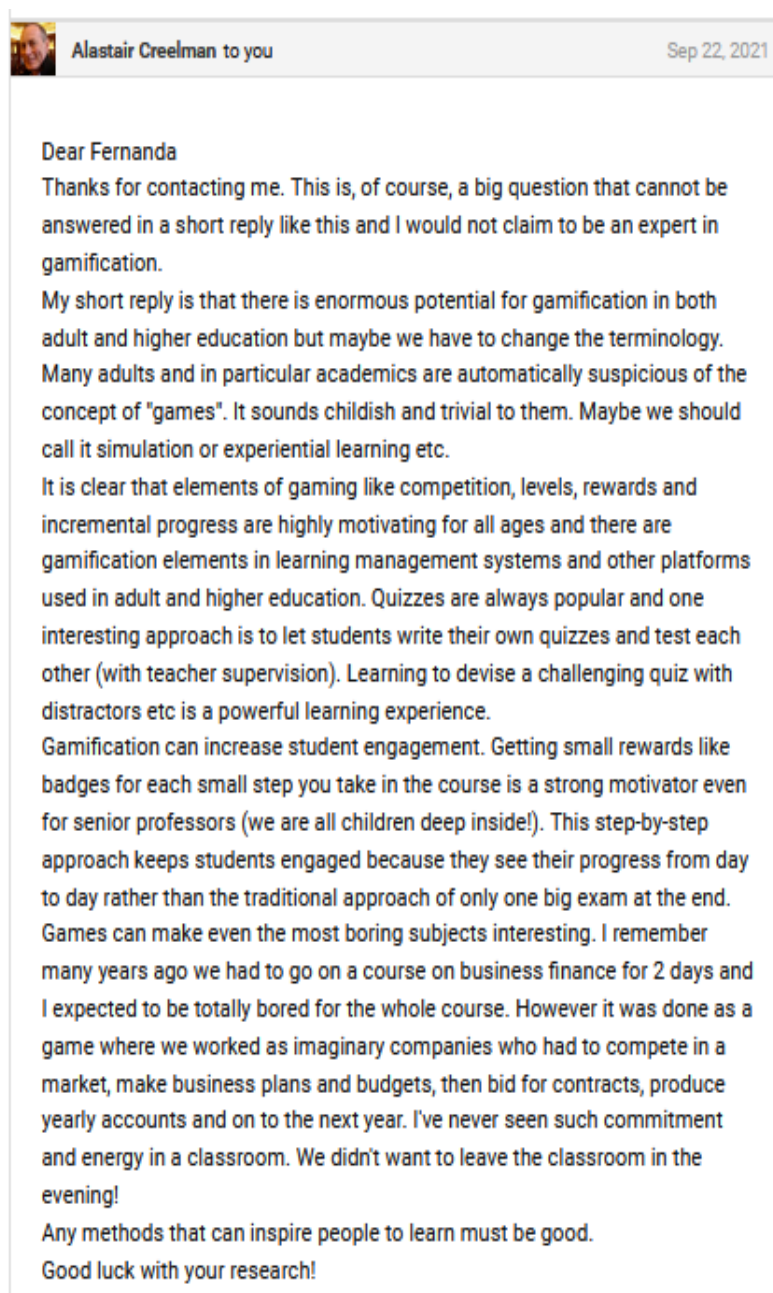 Alastair Creelman to you
Sep 22, 2021
Dear Fernanda
Thanks for contacting me. This is, of course, a big question that cannot be
answered in a short reply like this and I would not claim to be an expert in
gamification.
My short reply is that there is enormous potential for gamification in both
adult and higher education but maybe we have to change the terminology.
Many adults and in particular academics are automatically suspicious of the
concept of "games". It sounds childish and trivial to them. Maybe we should
call it simulation or experiential learning etc.
It is clear that elements of gaming like competition, levels, rewards and
incremental progress are highly motivating for all ages and there are
gamification elements in learning management systems and other platforms
used in adult and higher education. Quizzes are always popular and one
interesting approach is to let students write their own quizzes and test each
other (with teacher supervision). Learning to devise a challenging quiz with
distractors etc is a powerful learning experience.
Gamification can increase student engagement. Getting small rewards like
badges for each small step you take in the course is a strong motivator even
for senior professors (we are all children deep inside!). This step-by-step
approach keeps students engaged because they see their progress from day
to day rather than the traditional approach of only one big exam at the end.
Games can make even the most boring subjects interesting. I remember
many years ago we had to go on a course on business finance for 2 days and
I expected to be totally bored for the whole course. However it was done as a
game where we worked as imaginary companies who had to compete in a
market, make business plans and budgets, then bid for contracts, produce
yearly accounts and on to the next year. I've never seen such commitment
and energy in a classroom. We didn't want to leave the classroom in the
evening!
Any methods that can inspire people to learn must be good.
Good luck with your research!